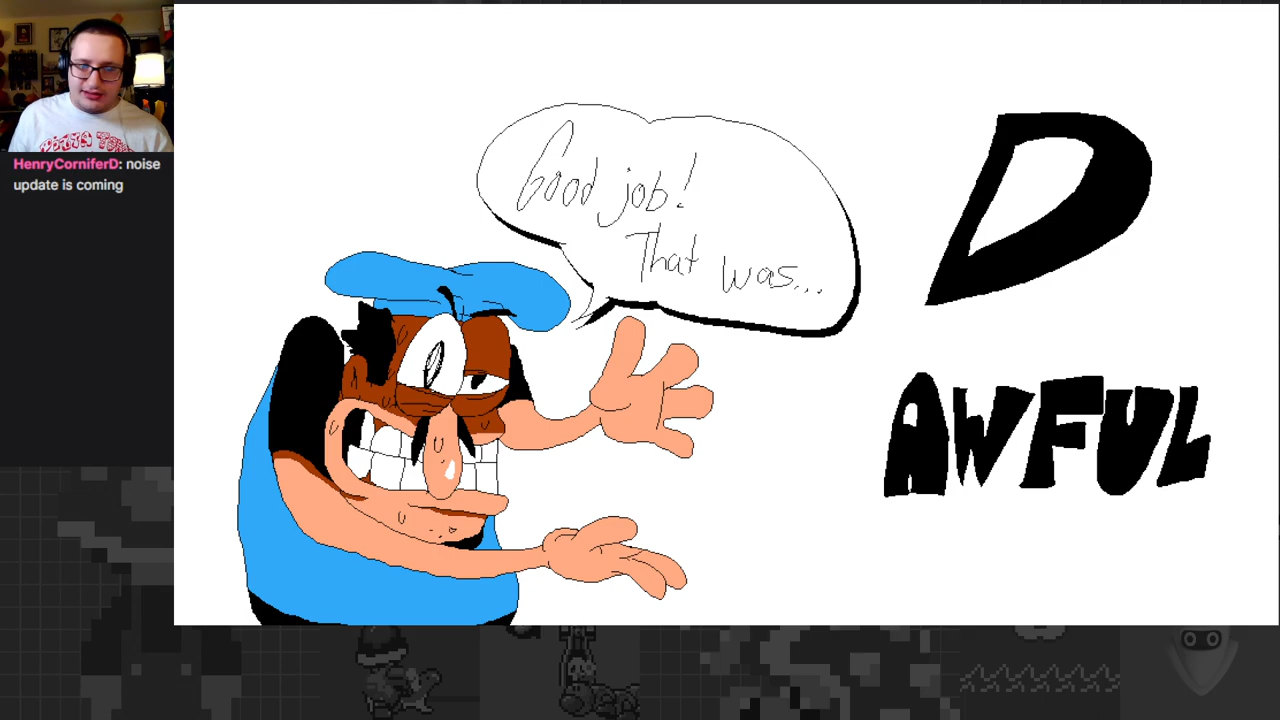 HenryCorniferD: noise
update is coming
Good job!
That was...
D
AWFUL